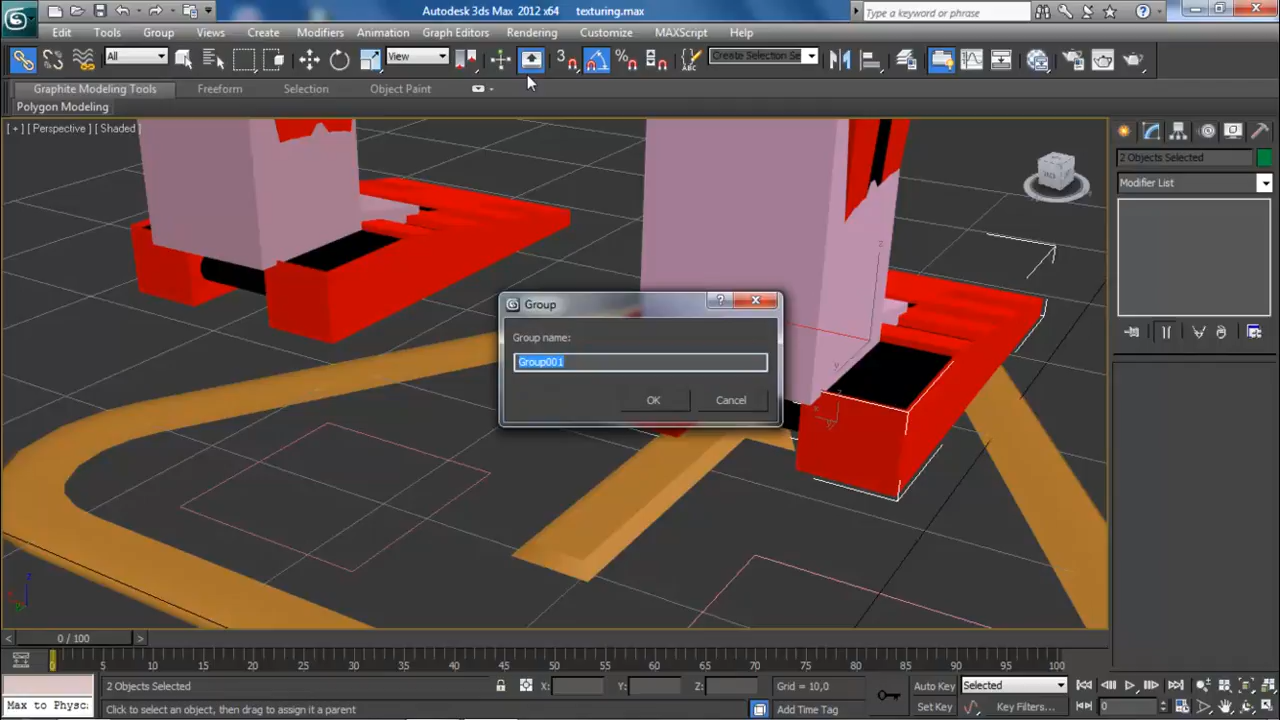 Autodesk 3ds Max 2012 x64 texturing.max
Type a keyword or phrase
Edit Tools Group Views Create Modifiers Animation Graph Editors Rendering Customize MAXScript Help
All
View
3
Create Selection Se
Graphite Modeling Tools Freeform Selection Object Paint
Polygon Modeling
[ + ] [ Perspective ] [ Shaded ]
2 Objects Selected
Modifier List
Group
Group name:
Group001
OK Cancel
0 / 100
0 5 10 15 20 25 30 35 40 45 50 55 60 65 70 75 80 85 90 95 100
2 Objects Selected X: Y: Z: Grid = 10,0 Auto Key Selected
Max to Physc. Click to select an object, then drag to assign it a parent Add Time Tag Set Key Key Filters... 0